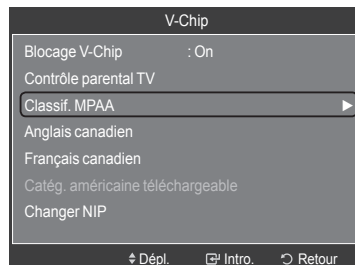 V-Chip
Blocage V-Chip : On
Contrôle parental TV
Classif. MPAA
Anglais canadien
Français canadien
Catég. américaine téléchargeable
Changer NIP
Dépl. Intro. Retour